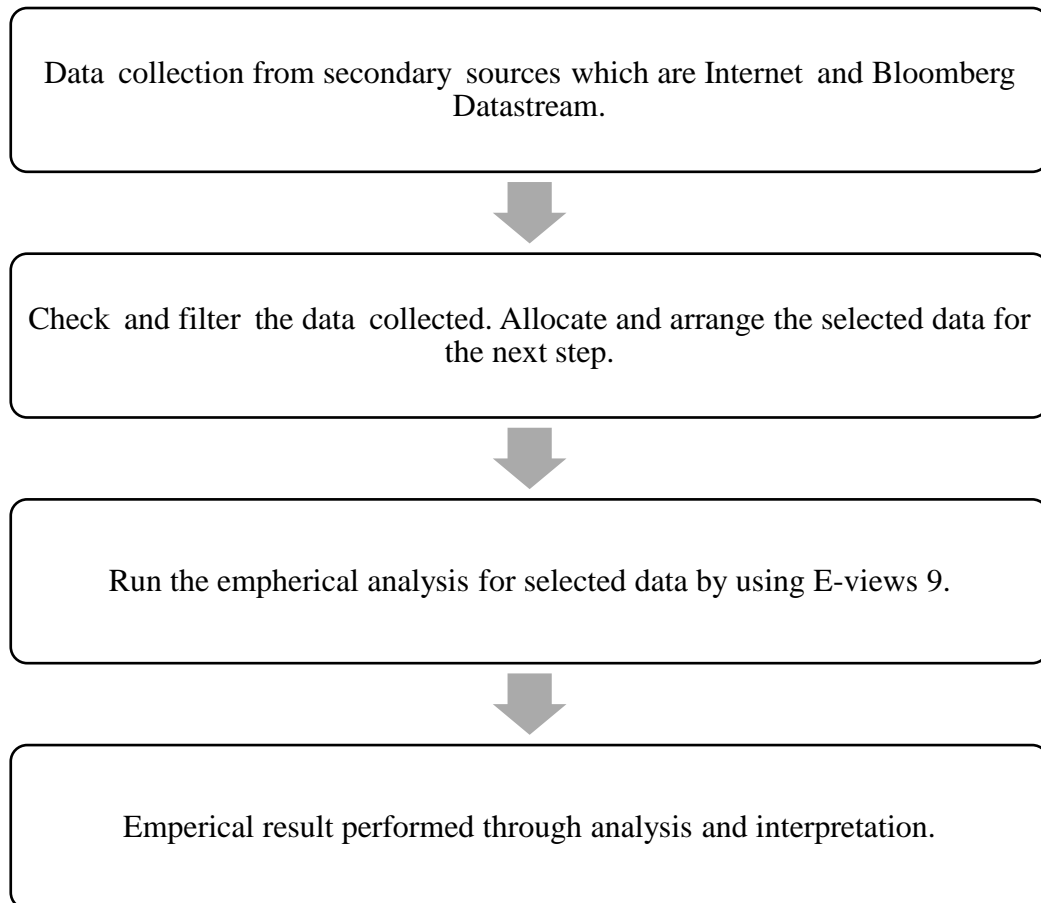 Data collection from secondary sources which are Internet and Bloomberg
Datastream.
Check and filter the data collected. Allocate and arrange the selected data for
the next step.
Run the empherical analysis for selected data by using E-views 9.
Emperical result performed through analysis and interpretation.